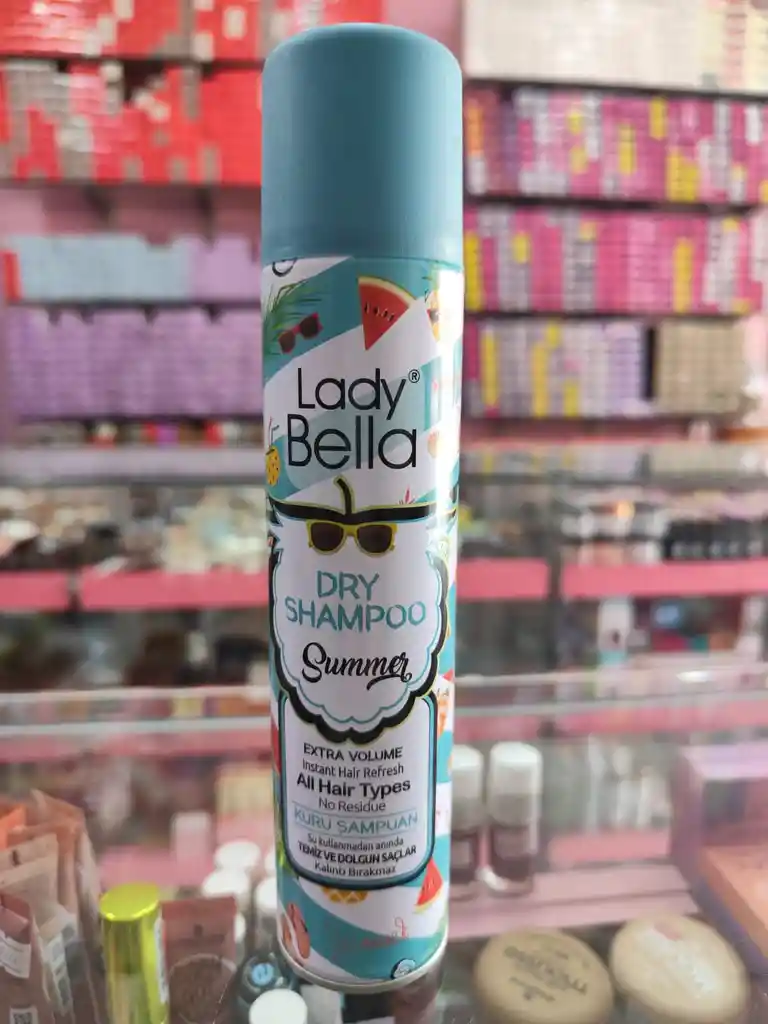 Lady®
Bella
DRY
SHAMPOO
Summer
EXTRA VOLUME
Instant Hair Refresh
All Hair Types
No Residue
KURU ŞAMPUAN
Su kullanmadan anında
TEMİZ VE DOLGUN SAÇLAR
Kalıntı Bırakmaz